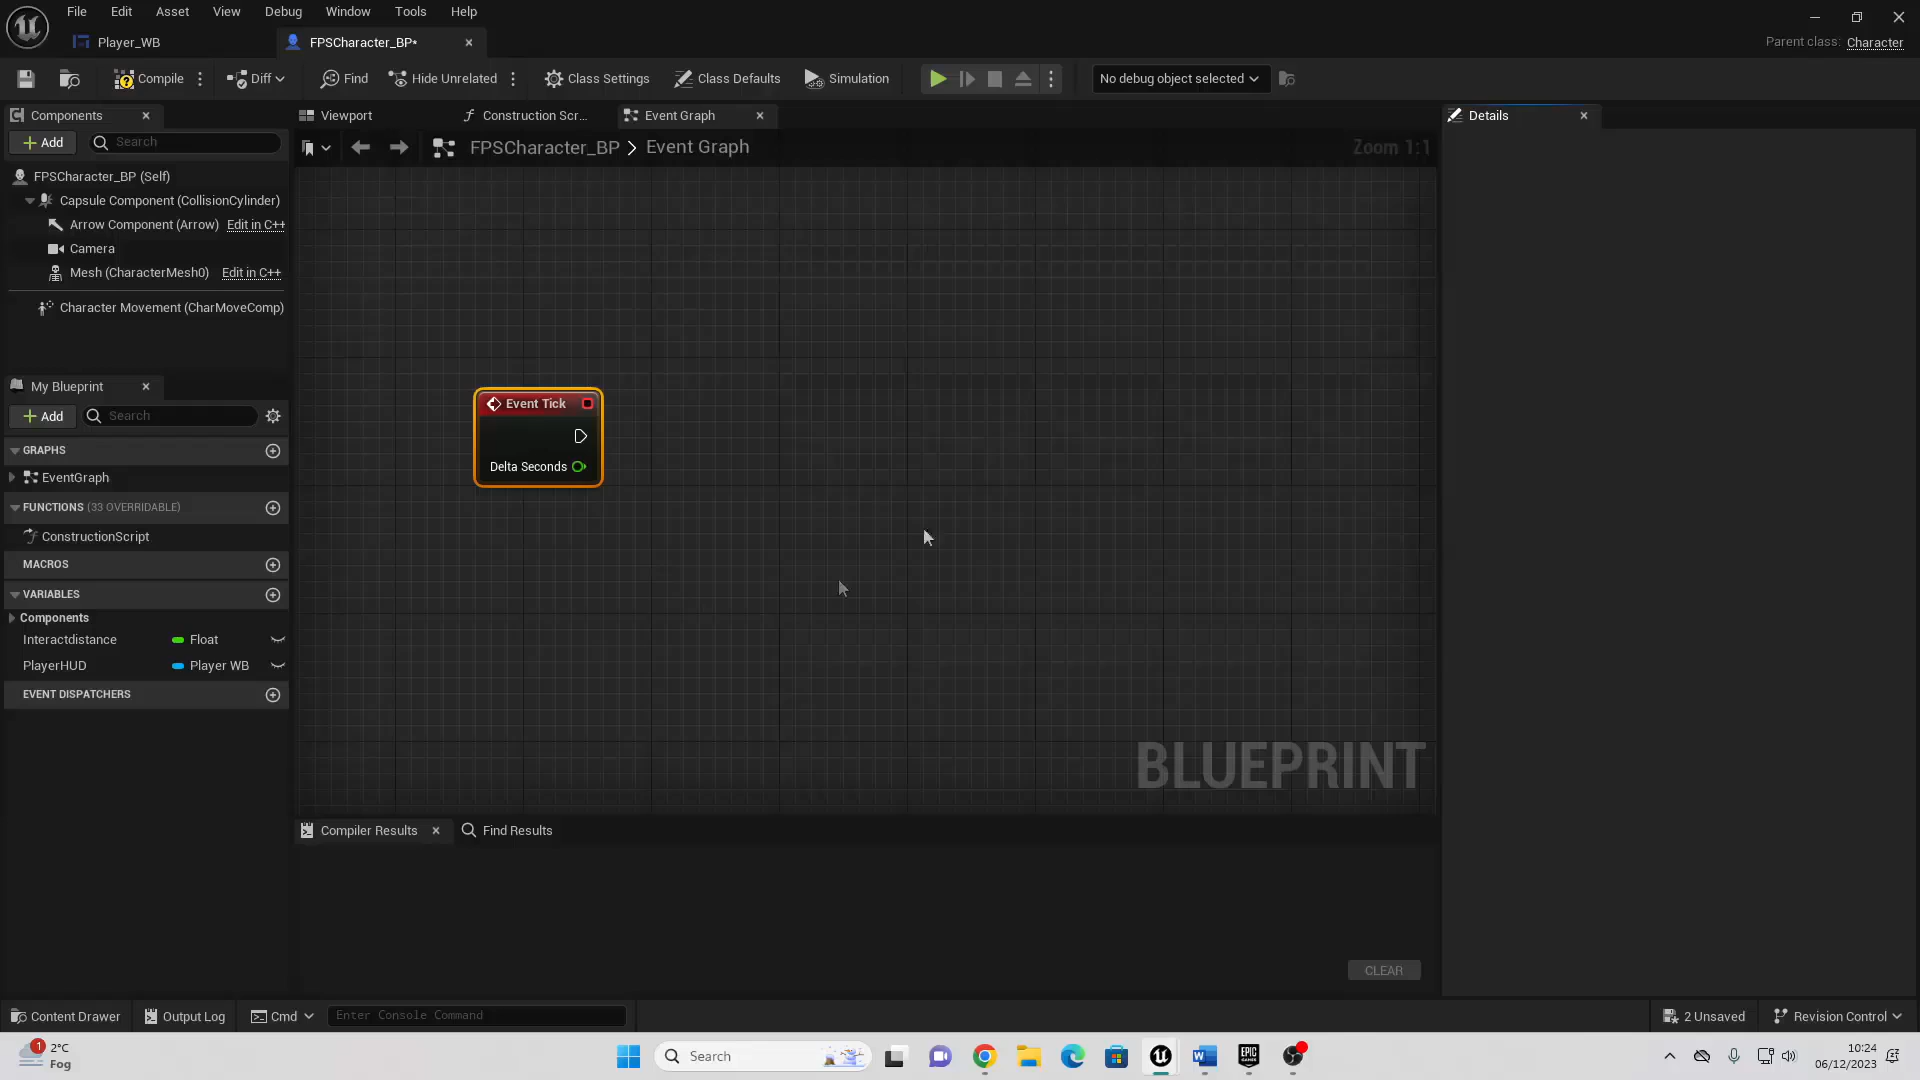 File Edit Asset View Debug Window Tools Help
Player_WB
FPSCharacter_BP*
Parent class: Character
Compile Diff Find Hide Unrelated Class Settings Class Defaults Simulation No debug object selected
Components
Add Search
FPSCharacter_BP (Self)
Capsule Component (CollisionCylinder)
Arrow Component (Arrow) Edit in C++
Camera
Mesh (CharacterMesh0) Edit in C++
Character Movement (CharMoveComp)
My Blueprint
Add Search
GRAPHS
EventGraph
FUNCTIONS (33 OVERRIDABLE)
ConstructionScript
MACROS
VARIABLES
Components
Interactdistance Float
PlayerHUD Player WB
EVENT DISPATCHERS
Viewport Construction Scr... Event Graph
FPSCharacter_BP > Event Graph Zoom 1:1
Event Tick
Delta Seconds
BLUEPRINT
Compiler Results Find Results
CLEAR
Details
Content Drawer Output Log Cmd Enter Console Command 2 Unsaved Revision Control
1 2°C
Fog
Search
EPIC
GAMES
10:24
06/12/2023